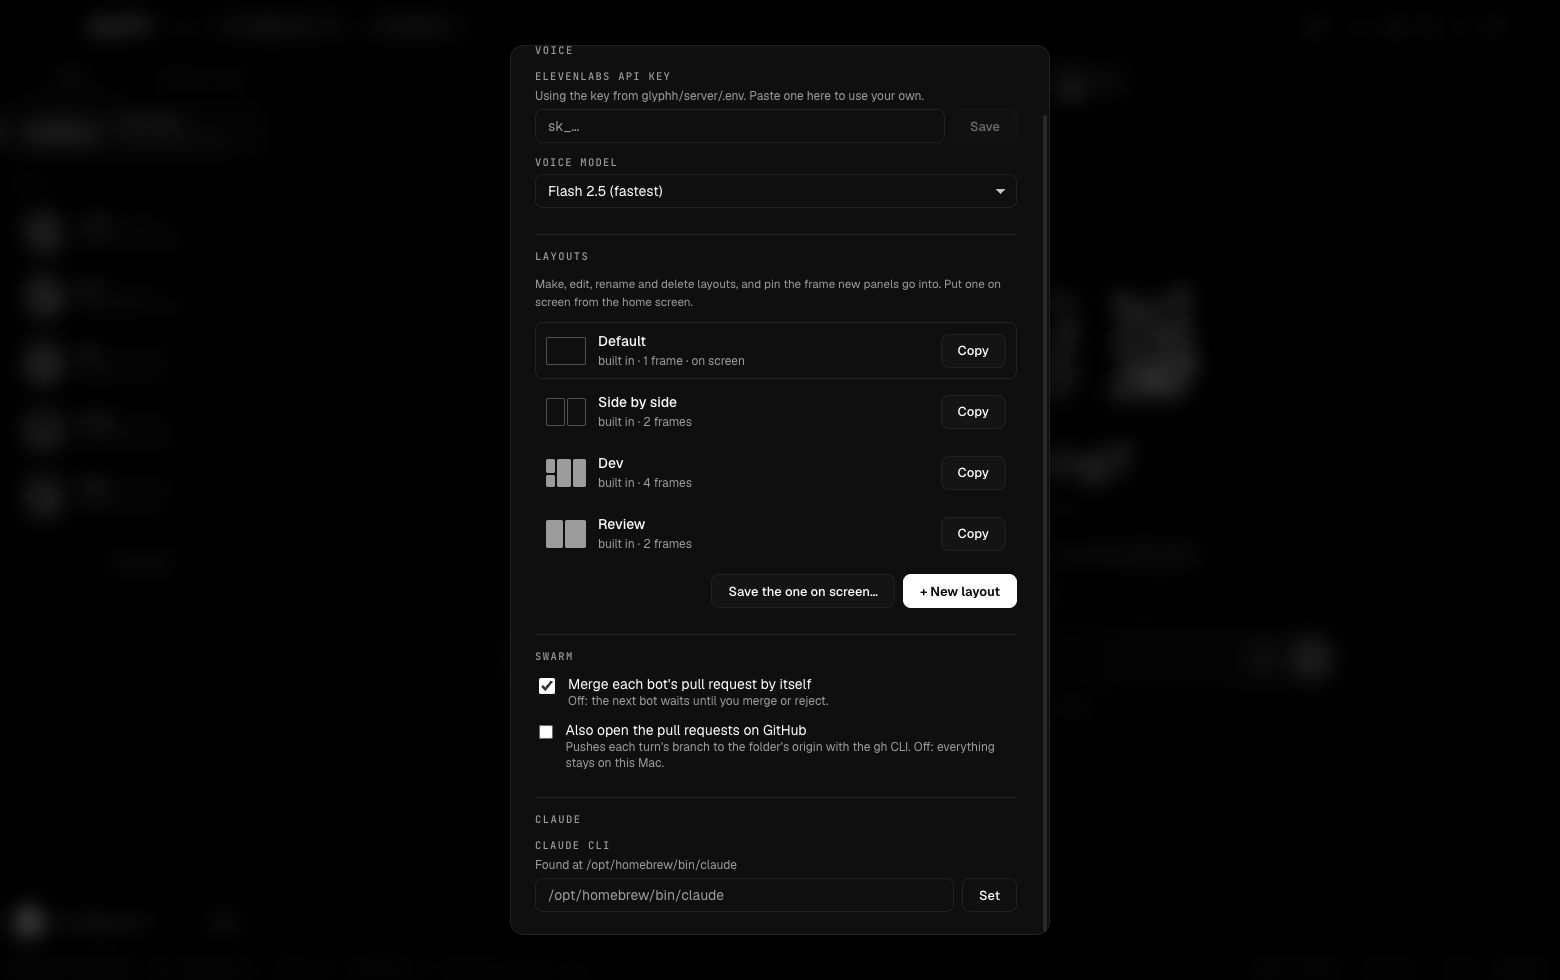 VOICE
ELEVENLABS API KEY
Using the key from glyphh/server/.env. Paste one here to use your own.
sk_...
Save
VOICE MODEL
Flash 2.5 (fastest)
LAYOUTS
Make, edit, rename and delete layouts, and pin the frame new panels go into. Put one on
screen from the home screen.
Default
built in · 1 frame · on screen
Copy
Side by side
built in · 2 frames
Copy
Dev
built in · 4 frames
Copy
Review
built in · 2 frames
Copy
Save the one on screen...
+ New layout
SWARM
Merge each bot's pull request by itself
Off: the next bot waits until you merge or reject.
Also open the pull requests on GitHub
Pushes each turn's branch to the folder's origin with the gh CLI. Off: everything
stays on this Mac.
CLAUDE
CLAUDE CLI
Found at /opt/homebrew/bin/claude
/opt/homebrew/bin/claude
Set